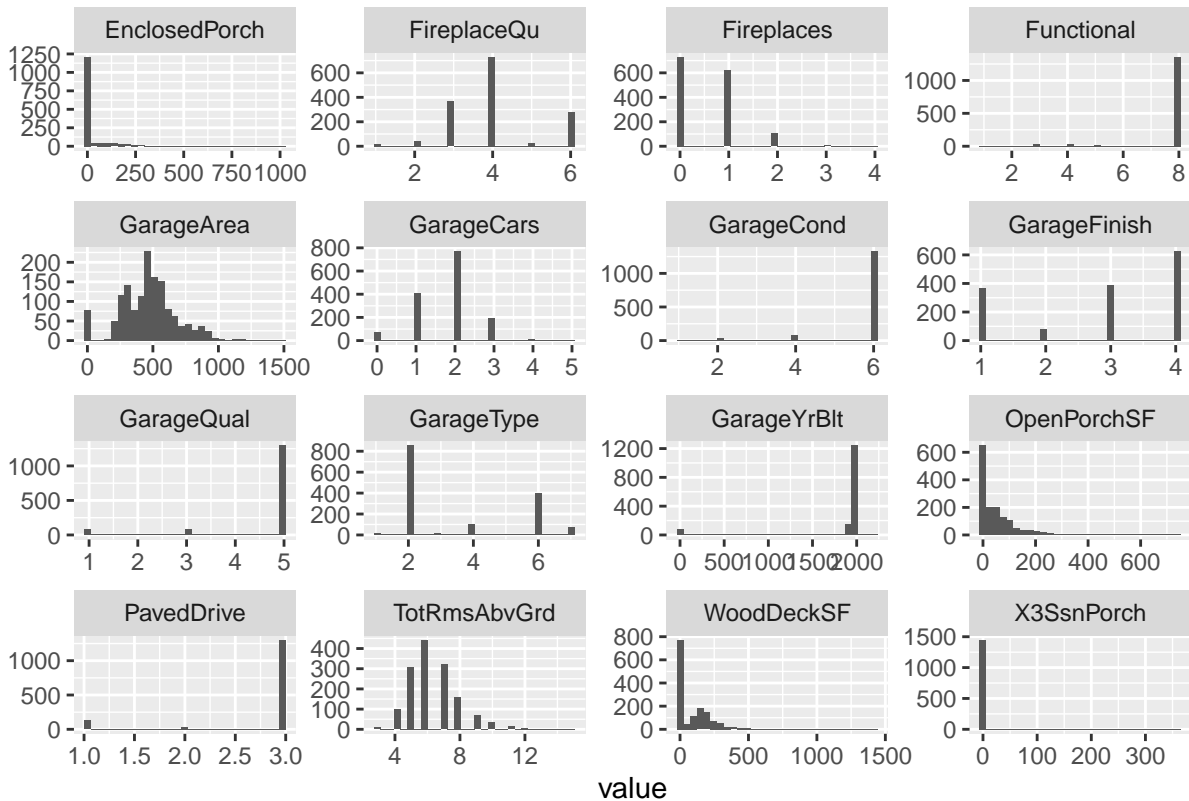 EnclosedPorch
1250
1000
750
500
250
0
0 250 500 750 1000
FireplaceQu
600
400
200
0
2 4 6
Fireplaces
600
400
200
0
0 1 2 3 4
Functional
1000
500
0
2 4 6 8
GarageArea
200
150
100
50
0
0 500 1000 1500
GarageCars
800
600
400
200
0
0 1 2 3 4 5
GarageCond
1000
500
0
2 4 6
GarageFinish
600
400
200
0
1 2 3 4
GarageQual
1000
500
0
1 2 3 4 5
GarageType
800
600
400
200
0
2 4 6
GarageYrBlt
1200
800
400
0
0 500 1000 1500 2000
OpenPorchSF
600
400
200
0
0 200 400 600
PavedDrive
1000
500
0
1.0 1.5 2.0 2.5 3.0
TotRmsAbvGrd
400
300
200
100
0
4 8 12
WoodDeckSF
800
600
400
200
0
0 500 1000 1500
X3SsnPorch
1500
1000
500
0
0 100 200 300
value